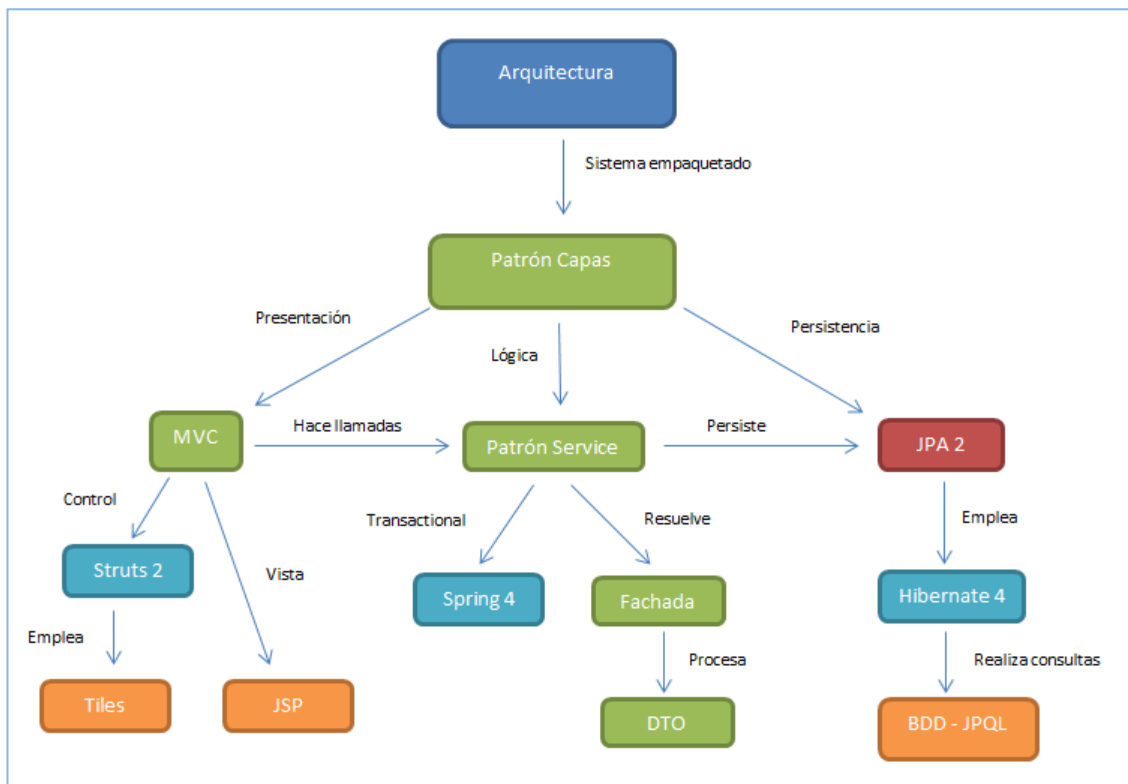 Arquitectura
Sistema empaquetado
Patrón Capas
Presentación
Lógica
Persistencia
MVC
Hace llamadas
Patrón Service
Persiste
JPA 2
Control
Vista
Transactional
Resuelve
Emplea
Struts 2
Spring 4
Fachada
Hibernate 4
Emplea
Procesa
Realiza consultas
Tiles
JSP
DTO
BDD - JPQL